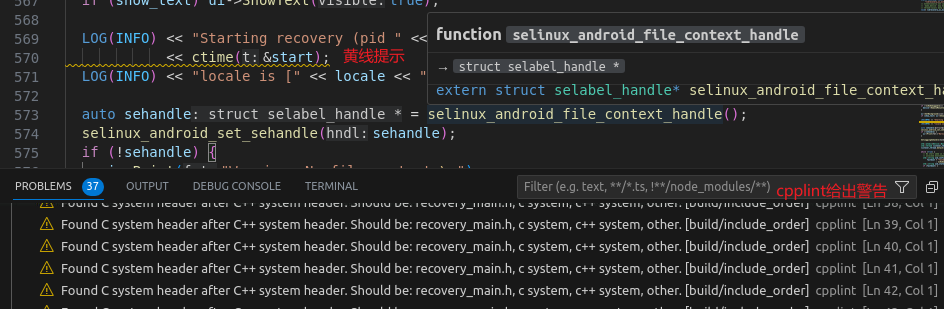 567 if (show_text) ui->ShowText(visible: true);
568
569 LOG(INFO) << "Starting recovery (pid " <<
570 << ctime(t: &start); 黄线提示
571 LOG(INFO) << "locale is [" << locale << "
572
573 auto sehandle: struct selabel_handle * = selinux_android_file_context_handle();
574 selinux_android_set_sehandle(hndl: sehandle);
575 if (!sehandle) {
function selinux_android_file_context_handle
→ struct selabel_handle *
extern struct selabel_handle* selinux_android_file_context_ha
PROBLEMS 37 OUTPUT DEBUG CONSOLE TERMINAL Filter (e.g. text, **/*.ts, !**/node_modules/**) cpplint给出警告
Found C system header after C++ system header. Should be: recovery_main.h, c system, c++ system, other. [build/include_order] cpplint [Ln 38, Col 1]
Found C system header after C++ system header. Should be: recovery_main.h, c system, c++ system, other. [build/include_order] cpplint [Ln 39, Col 1]
Found C system header after C++ system header. Should be: recovery_main.h, c system, c++ system, other. [build/include_order] cpplint [Ln 40, Col 1]
Found C system header after C++ system header. Should be: recovery_main.h, c system, c++ system, other. [build/include_order] cpplint [Ln 41, Col 1]
Found C system header after C++ system header. Should be: recovery_main.h, c system, c++ system, other. [build/include_order] cpplint [Ln 42, Col 1]